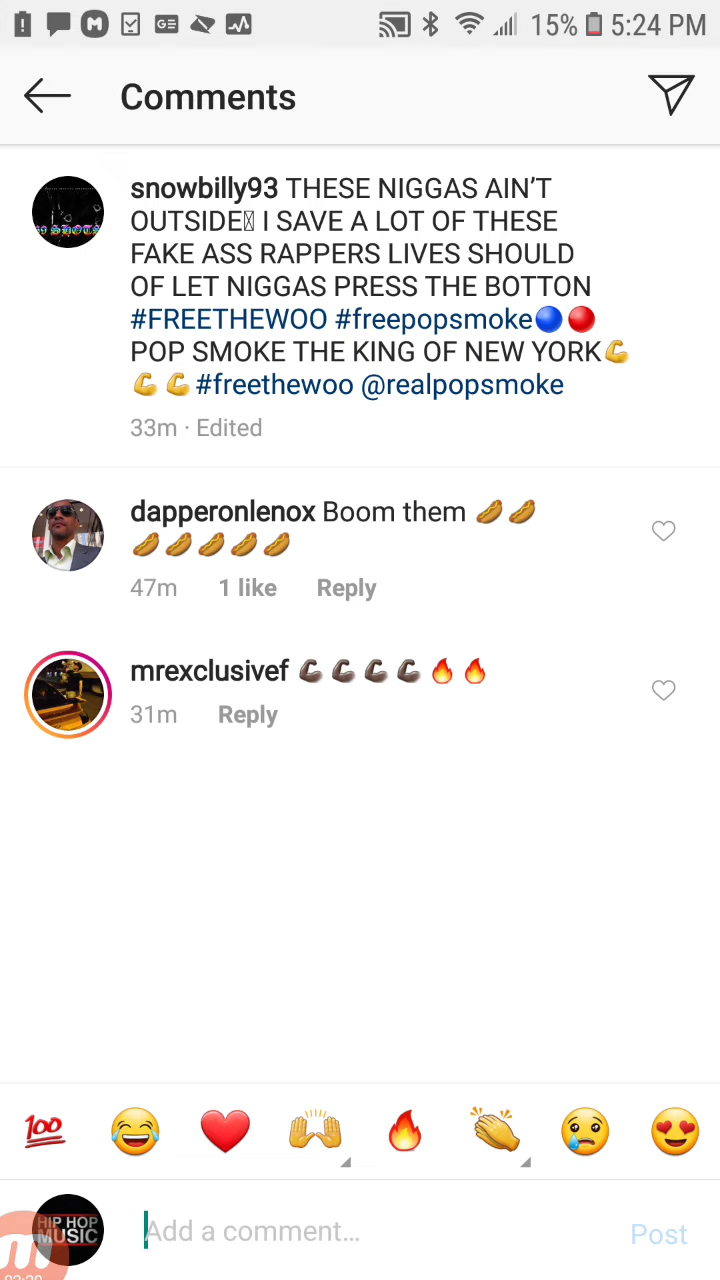 15% 5:24 PM
Comments
snowbilly93 THESE NIGGAS AIN'T
OUTSIDE I SAVE A LOT OF THESE
FAKE ASS RAPPERS LIVES SHOULD
OF LET NIGGAS PRESS THE BOTTON
#FREETHEWOO #freepopsmoke🔵🔴
POP SMOKE THE KING OF NEW YORK💪
💪💪#freethewoo @realpopsmoke
33m · Edited
dapperonlenox Boom them 🌭🌭
🌭🌭🌭🌭🌭
47m 1 like Reply
mrexclusivef 💪🏿💪🏿💪🏿💪🏿🔥🔥
31m Reply
💯 😂 ❤️ 🙌 🔥 👏 😢 😍
HIP HOP
MUSIC
Add a comment...
Post